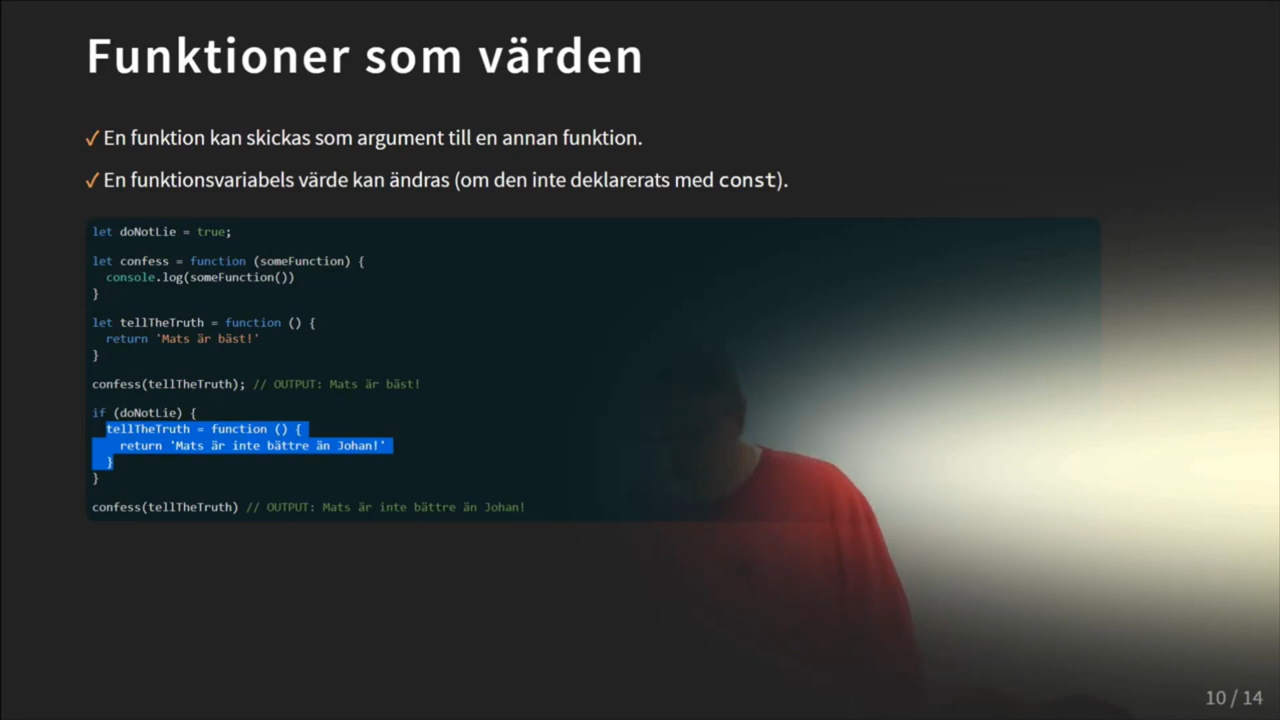 Funktioner som värden
✓ En funktion kan skickas som argument till en annan funktion.
✓ En funktionsvariabels värde kan ändras (om den inte deklarerats med const).
let doNotLie = true;
let confess = function (someFunction) {
  console.log(someFunction())
}
let tellTheTruth = function () {
  return 'Mats är bäst!'
}
confess(tellTheTruth); // OUTPUT: Mats är bäst!
if (doNotLie) {
  tellTheTruth = function () {
    return 'Mats är inte bättre än Johan!'
  }
}
confess(tellTheTruth) // OUTPUT: Mats är inte bättre än Johan!
10 / 14